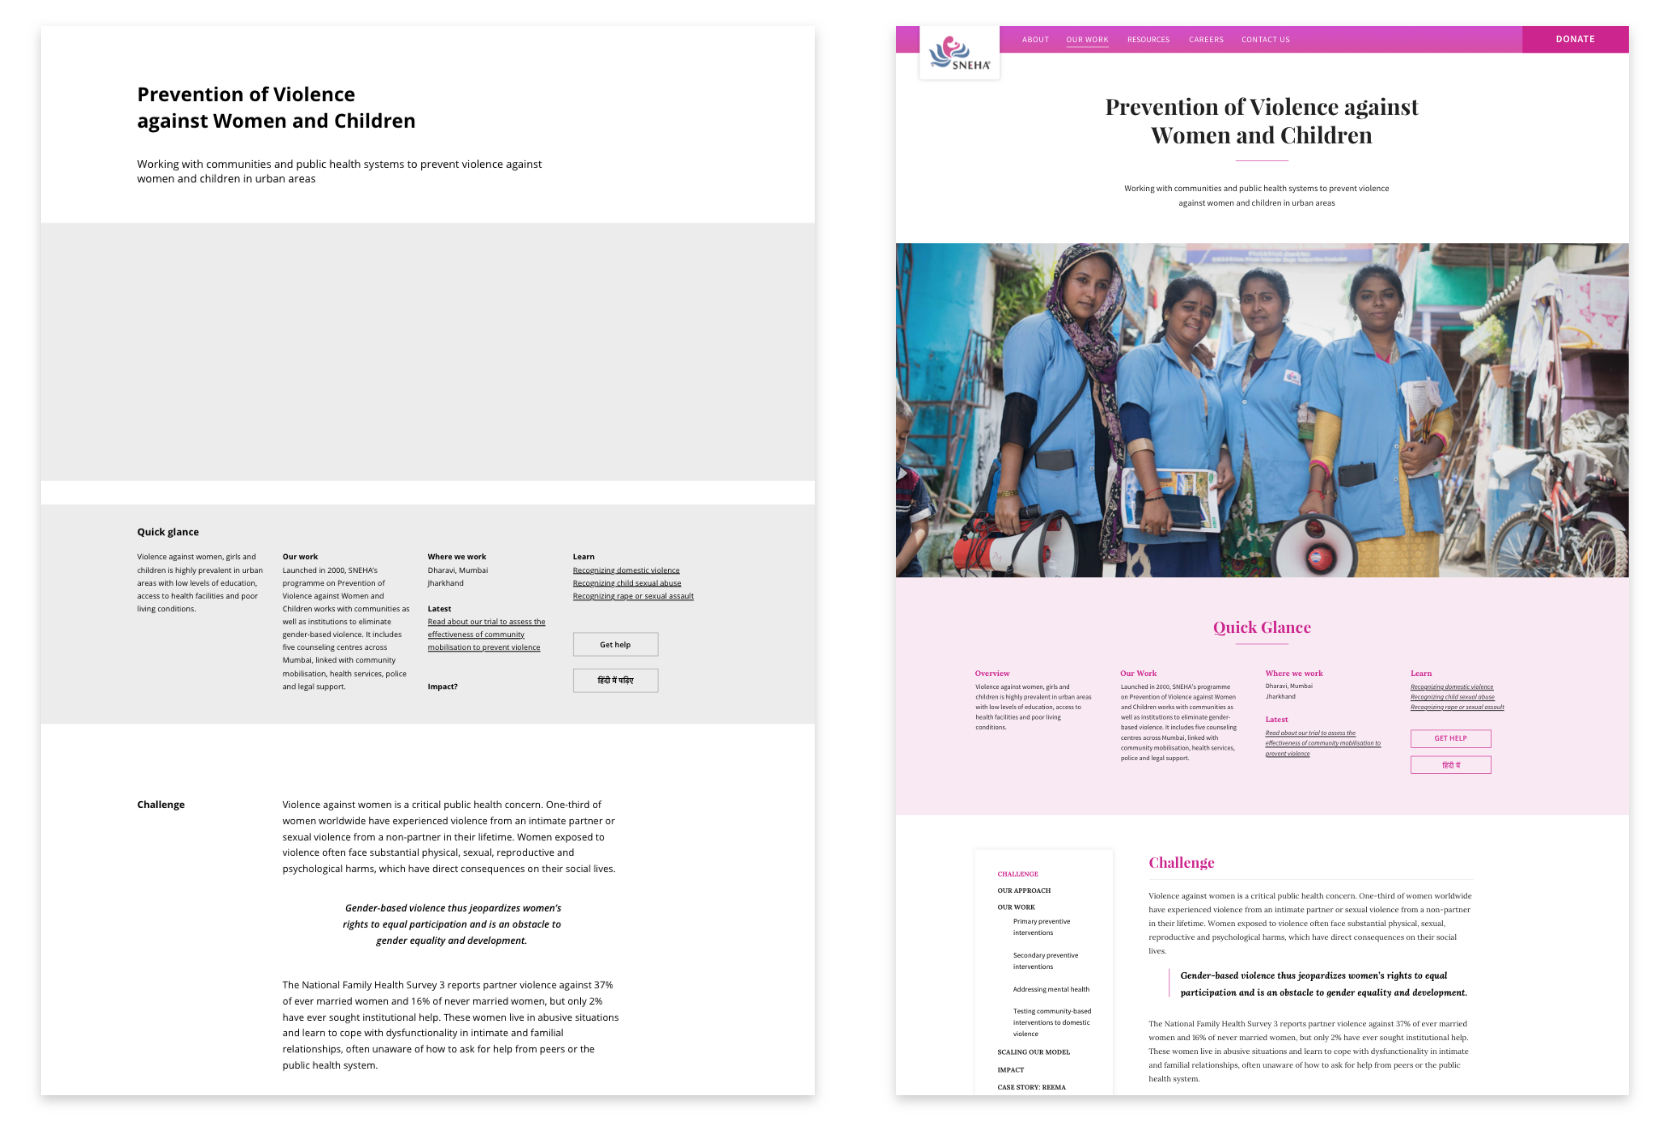 Prevention of Violence
against Women and Children
Working with communities and public health systems to prevent violence against
women and children in urban areas
Quick glance
Violence against women, girls and
children is highly prevalent in urban
areas with low levels of education,
access to health facilities and poor
living conditions.
Our work
Launched in 2000, SNEHA's
programme on Prevention of
Violence against Women and
Children works with communities as
well as institutions to eliminate
gender-based violence. It includes
five counseling centres across
Mumbai, linked with community
mobilisation, health services, police
and legal support.
Where we work
Dharavi, Mumbai
Jharkhand
Latest
Read about our trial to assess the
effectiveness of community
mobilisation to prevent violence
Impact?
Learn
Recognizing domestic violence
Recognizing child sexual abuse
Recognizing rape or sexual assault
Get help
हिंदी में पढ़िए
Challenge
Violence against women is a critical public health concern. One-third of
women worldwide have experienced violence from an intimate partner or
sexual violence from a non-partner in their lifetime. Women exposed to
violence often face substantial physical, sexual, reproductive and
psychological harms, which have direct consequences on their social lives.
Gender-based violence thus jeopardizes women's
rights to equal participation and is an obstacle to
gender equality and development.
The National Family Health Survey 3 reports partner violence against 37%
of ever married women and 16% of never married women, but only 2%
have ever sought institutional help. These women live in abusive situations
and learn to cope with dysfunctionality in intimate and familial
relationships, often unaware of how to ask for help from peers or the
public health system.
SNEHA
ABOUT OUR WORK RESOURCES CAREERS CONTACT US DONATE
Prevention of Violence against
Women and Children
Working with communities and public health systems to prevent violence
against women and children in urban areas
Quick Glance
Overview
Violence against women, girls and
children is highly prevalent in urban areas
with low levels of education, access to
health facilities and poor living
conditions.
Our Work
Launched in 2000, SNEHA's programme
on Prevention of Violence against Women
and Children works with communities as
well as institutions to eliminate gender-
based violence. It includes five counseling
centres across Mumbai, linked with
community mobilisation, health services,
police and legal support.
Where we work
Dharavi, Mumbai
Jharkhand
Latest
Read about our trial to assess the
effectiveness of community mobilisation to
prevent violence
Learn
Recognizing domestic violence
Recognizing child sexual abuse
Recognizing rape or sexual assault
GET HELP
हिंदी में
CHALLENGE
OUR APPROACH
OUR WORK
Primary preventive
interventions
Secondary preventive
interventions
Addressing mental health
Testing community-based
interventions to domestic
violence
SCALING OUR MODEL
IMPACT
CASE STORY: REEMA
Challenge
Violence against women is a critical public health concern. One-third of women worldwide
have experienced violence from an intimate partner or sexual violence from a non-partner
in their lifetime. Women exposed to violence often face substantial physical, sexual,
reproductive and psychological harms, which have direct consequences on their social
lives.
Gender-based violence thus jeopardizes women's rights to equal
participation and is an obstacle to gender equality and development.
The National Family Health Survey 3 reports partner violence against 37% of ever married
women and 16% of never married women, but only 2% have ever sought institutional help.
These women live in abusive situations and learn to cope with dysfunctionality in intimate
and familial relationships, often unaware of how to ask for help from peers or the public
health system.